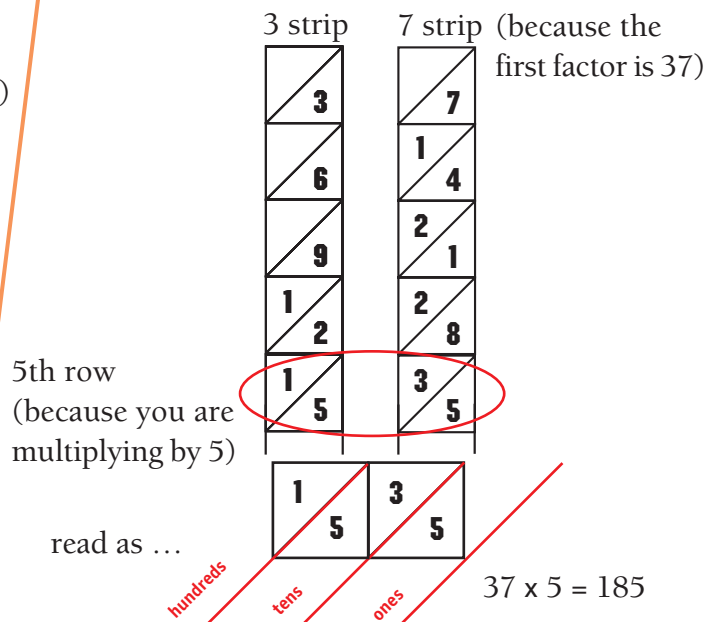 )
3 strip
7 strip (because the
first factor is 37)
3
7
6
1 4
9
2 1
1 2
2 8
5th row
(because you are
multiplying by 5)
1 5
3 5
read as …
1 5 3 5
hundreds
tens
ones
37 x 5 = 185